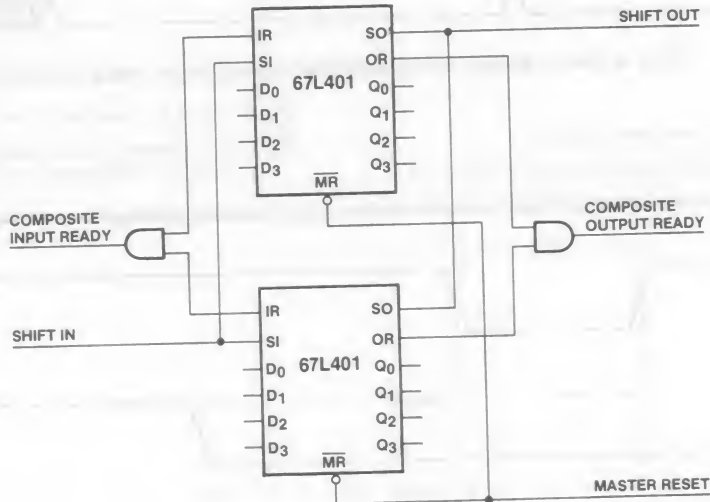 SHIFT OUT
IR
SO
SI
OR
67L401
D0
Q0
D1
Q1
D2
Q2
D3
Q3
MR
COMPOSITE
INPUT READY
COMPOSITE
OUTPUT READY
IR
SO
SHIFT IN
SI
OR
67L401
D0
Q0
D1
Q1
D2
Q2
D3
Q3
MR
MASTER RESET